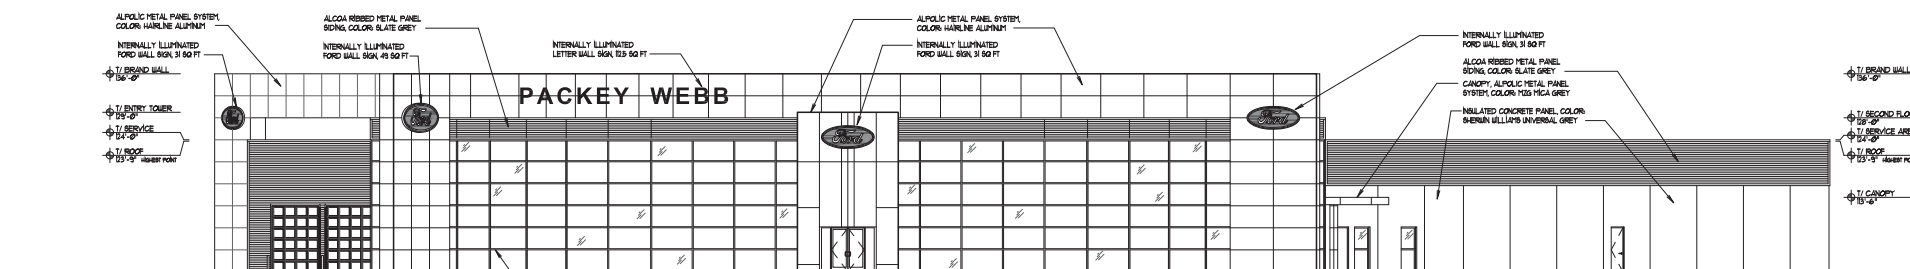 ALPOLIC METAL PANEL SYSTEM,
COLOR: HAIRLINE ALUMINUM
INTERNALLY ILLUMINATED
FORD WALL SIGN, 31 SQ FT
T/ BRAND WALL
136'-0"
T/ ENTRY TOWER
T/ SERVICE
124'-0"
T/ ROOF
123'-9" HIGHEST POINT
ALCOA RIBBED METAL PANEL
SIDING, COLOR: SLATE GREY
INTERNALLY ILLUMINATED
FORD WALL SIGN, 49 SQ FT
INTERNALLY ILLUMINATED
LETTER WALL SIGN, 112.5 SQ FT
PACKEY WEBB
ALPOLIC METAL PANEL SYSTEM,
COLOR: HAIRLINE ALUMINUM
INTERNALLY ILLUMINATED
FORD WALL SIGN, 31 SQ FT
Ford
Ford
Ford
Ford
INTERNALLY ILLUMINATED
FORD WALL SIGN, 31 SQ FT
ALCOA RIBBED METAL PANEL
SIDING, COLOR: SLATE GREY
CANOPY, ALPOLIC METAL PANEL
SYSTEM, COLOR: MZG MICA GREY
INSULATED CONCRETE PANEL, COLOR:
SHERWIN WILLIAMS UNIVERSAL GREY
T/ BRAND WALL
136'-0"
T/ SECOND FLO
128'-0"
T/ SERVICE ARE
124'-0"
T/ ROOF
123'-9" HIGHEST PO
T/ CANOPY
113'-6"